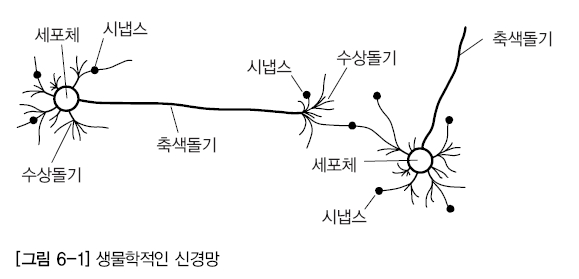 세포체
시냅스
수상돌기
축색돌기
시냅스
수상돌기
세포체
시냅스
축색돌기
[그림 6-1] 생물학적인 신경망